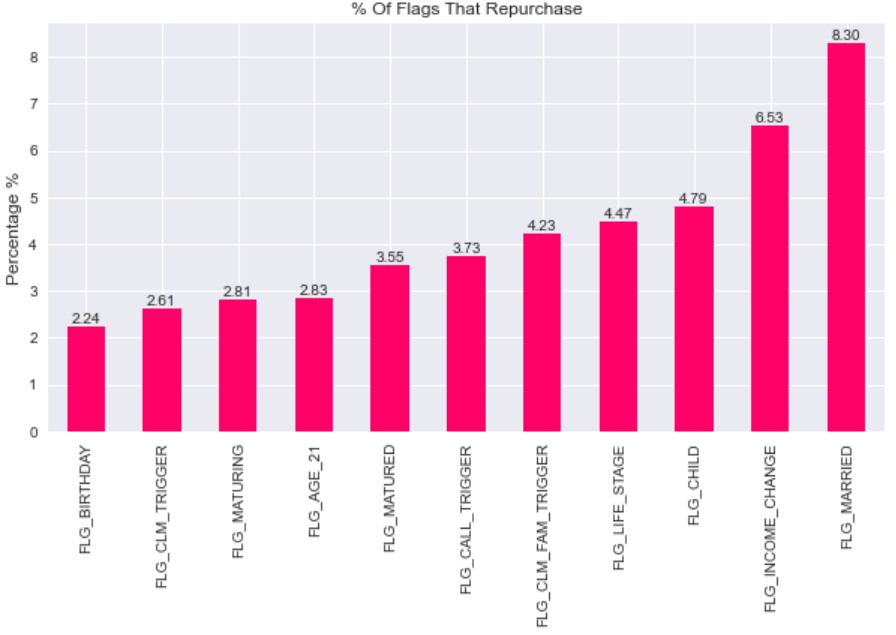 % Of Flags That Repurchase
Percentage %
8
7
6
5
4
3
2
1
0
2.24
2.61
2.81
2.83
3.55
3.73
4.23
4.47
4.79
6.53
8.30
FLG_BIRTHDAY
FLG_CLM_TRIGGER
FLG_MATURING
FLG_AGE_21
FLG_MATURED
FLG_CALL_TRIGGER
FLG_CLM_FAM_TRIGGER
FLG_LIFE_STAGE
FLG_CHILD
FLG_INCOME_CHANGE
FLG_MARRIED